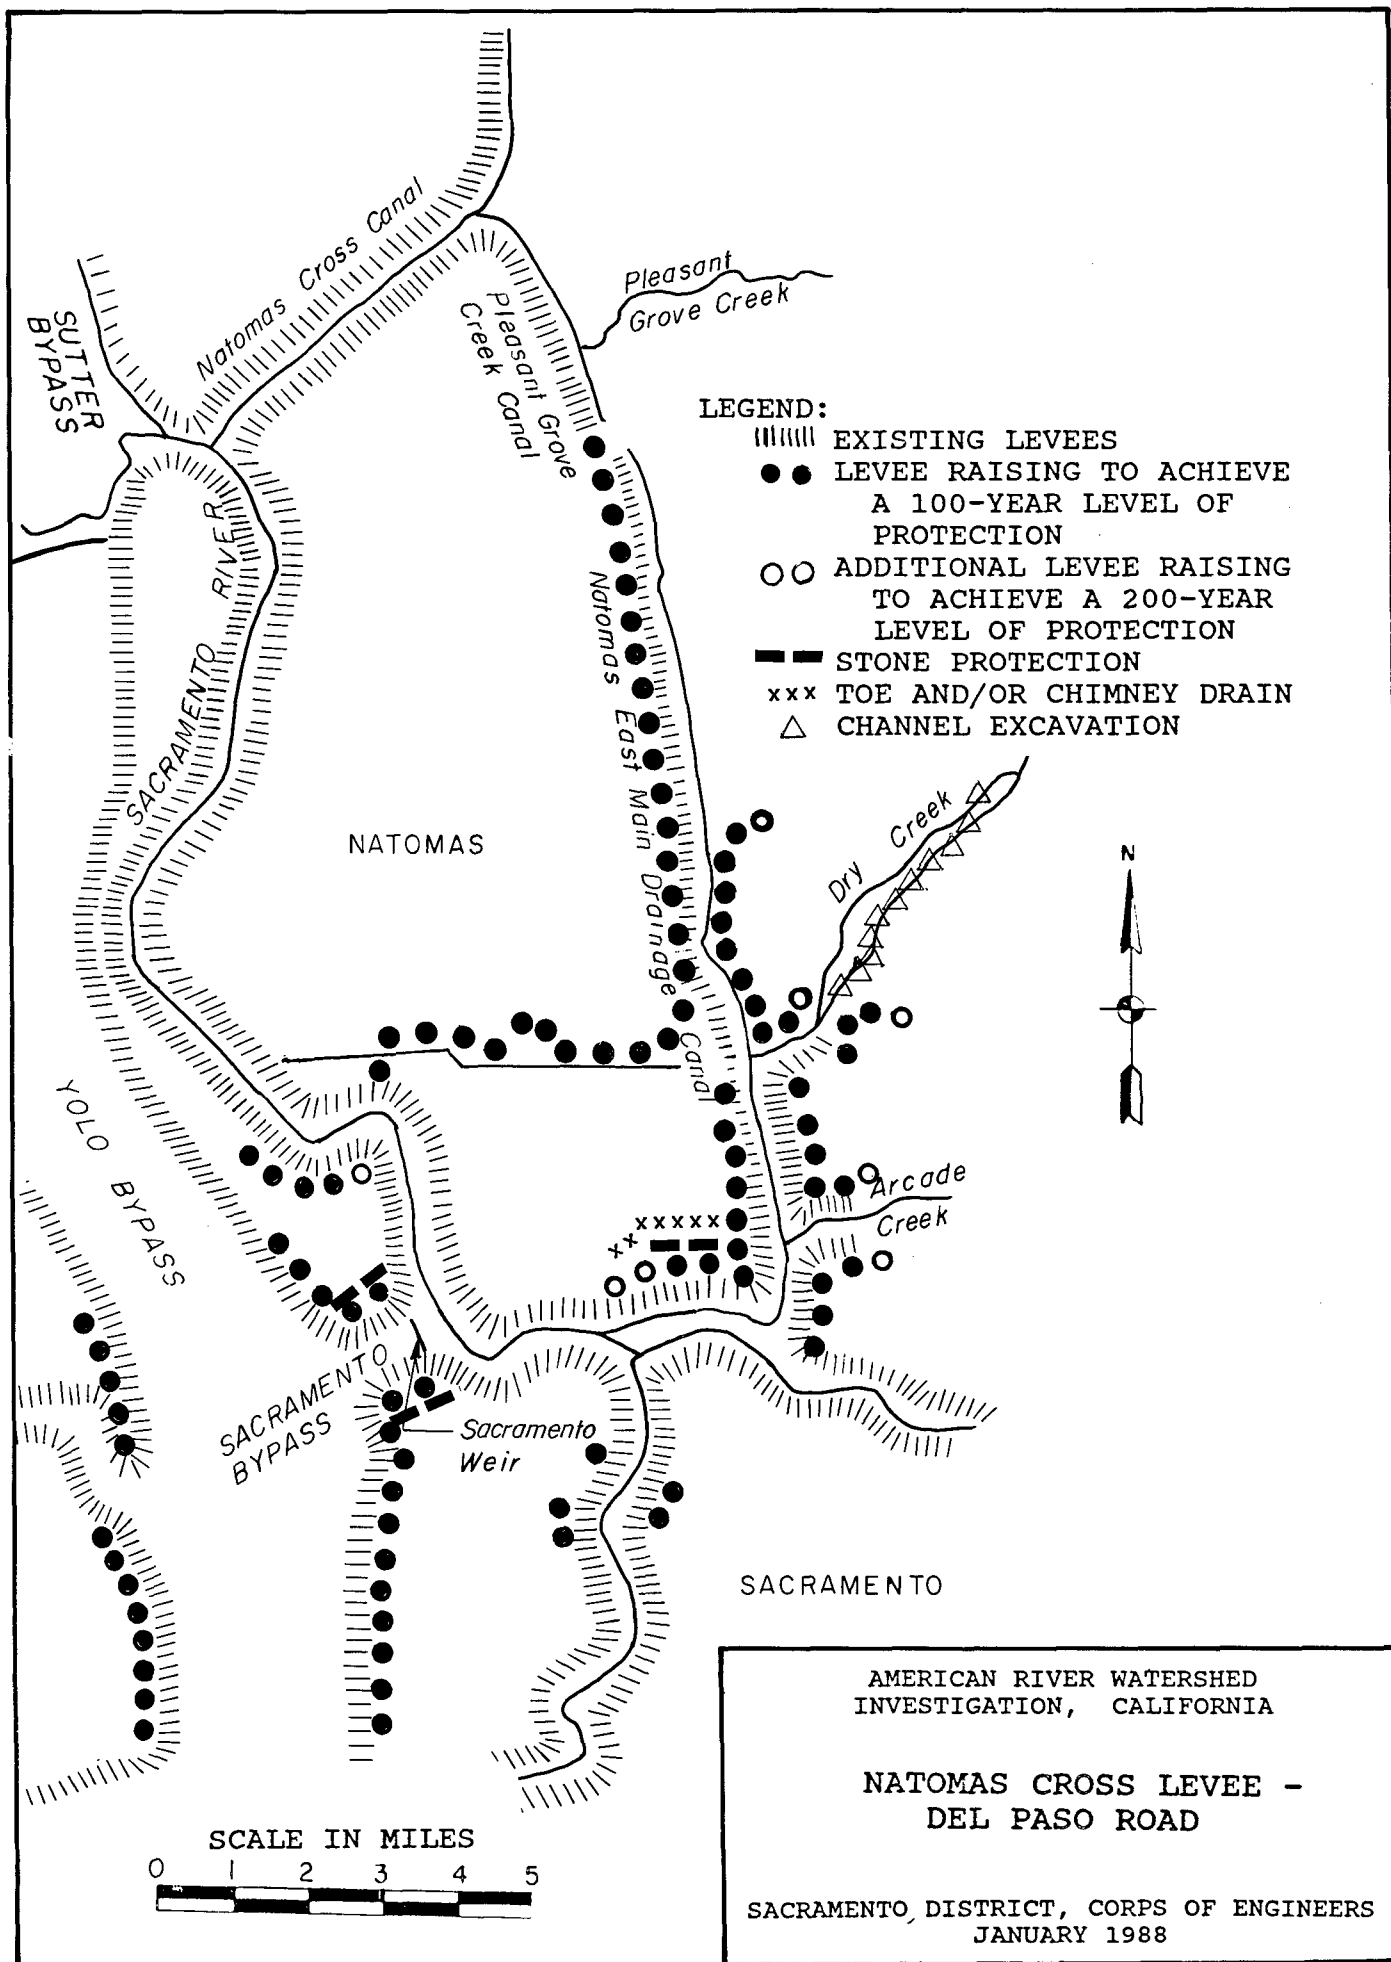 Natomas Cross Canal
Pleasant
Grove Creek
SUTTER
BYPASS
Pleasant Grove
Creek Canal
LEGEND:
EXISTING LEVEES
LEVEE RAISING TO ACHIEVE
A 100-YEAR LEVEL OF
PROTECTION
ADDITIONAL LEVEE RAISING
TO ACHIEVE A 200-YEAR
LEVEL OF PROTECTION
STONE PROTECTION
xxx TOE AND/OR CHIMNEY DRAIN
CHANNEL EXCAVATION
SACRAMENTO RIVER
Natomas East Main Drainage Canal
NATOMAS
Dry Creek
N
YOLO BYPASS
Arcade
Creek
xx xxxxx
SACRAMENTO
BYPASS
Sacramento
Weir
SACRAMENTO
AMERICAN RIVER WATERSHED
INVESTIGATION, CALIFORNIA
NATOMAS CROSS LEVEE -
DEL PASO ROAD
SACRAMENTO DISTRICT, CORPS OF ENGINEERS
JANUARY 1988
SCALE IN MILES
0 1 2 3 4 5